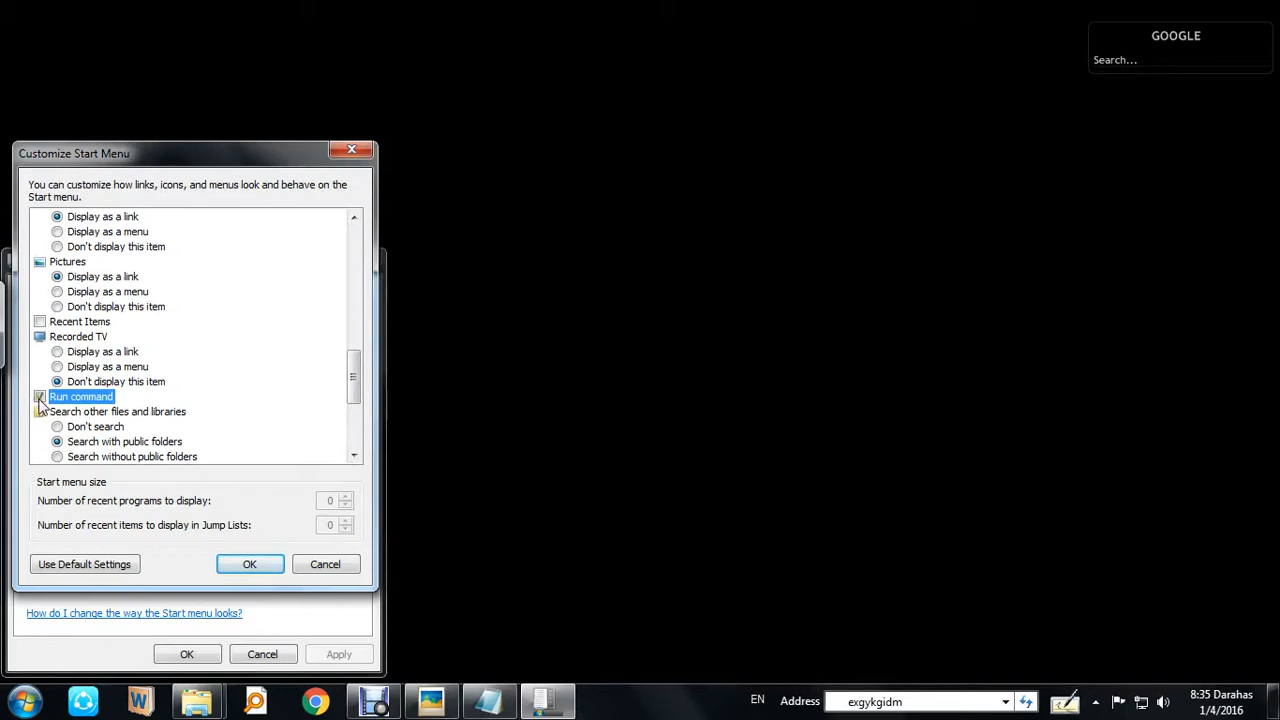 GOOGLE
Search...
Customize Start Menu
You can customize how links, icons, and menus look and behave on the
Start menu.
Display as a link
Display as a menu
Don't display this item
Pictures
Display as a link
Display as a menu
Don't display this item
Recent Items
Recorded TV
Display as a link
Display as a menu
Don't display this item
Run command
Search other files and libraries
Don't search
Search with public folders
Search without public folders
Start menu size
Number of recent programs to display: 0
Number of recent items to display in Jump Lists: 0
Use Default Settings OK Cancel
How do I change the way the Start menu looks?
OK Cancel Apply
EN Address exgykgidm 8:35 Darahas
1/4/2016